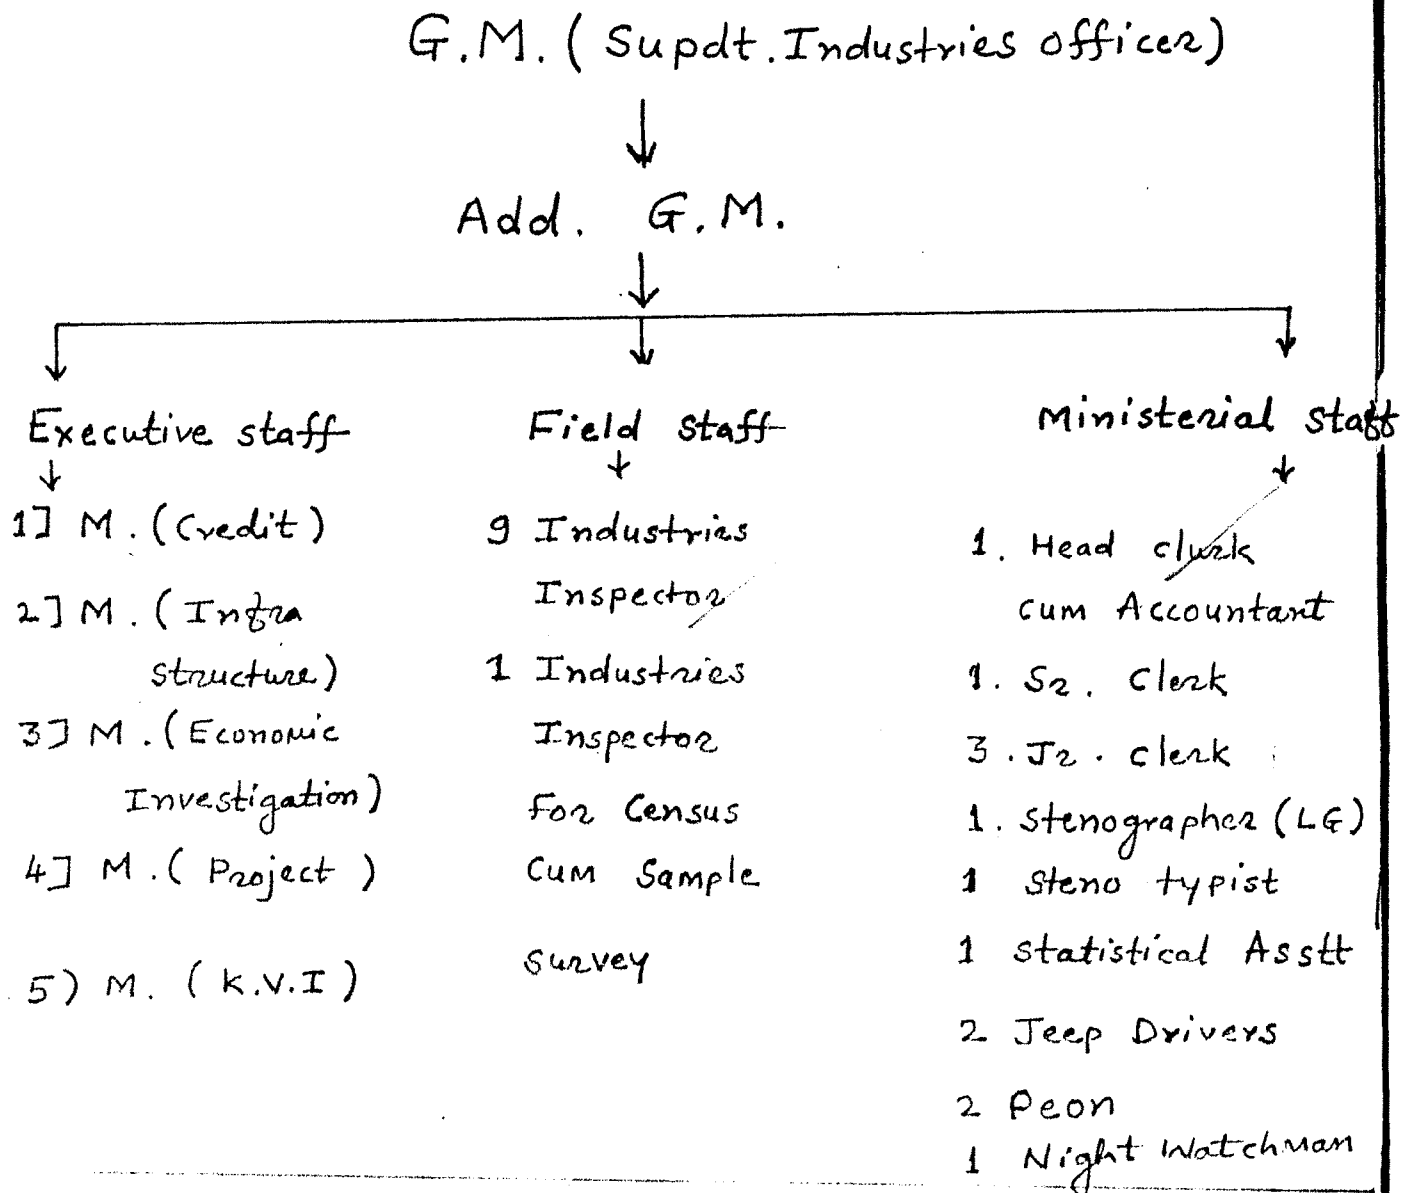 G.M. ( Supdt. Industries officer)
Add. G.M.
Executive staff
1] M. (Credit)
2] M. ( Infra
structure)
3] M. ( Economic
Investigation)
4] M. ( Project )
5) M. ( K.V.I )
Field Staff
9 Industries
Inspector
1 Industries
Inspector
For Census
Cum Sample
Survey
Ministerial Staff
1. Head clurk
cum Accountant
1. Sr. Clerk
3. Jr. clerk
1. Stenographer (LG)
1 Steno typist
1 Statistical Asstt
2 Jeep Drivers
2 Peon
1 Night Watchman